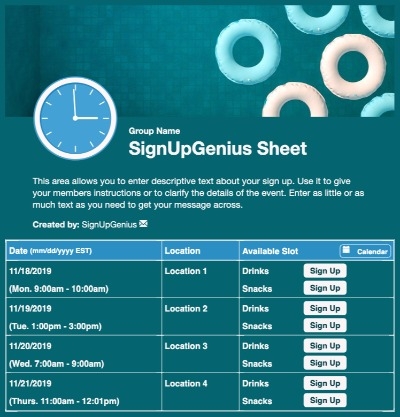 Group Name
SignUpGenius Sheet
This area allows you to enter descriptive text about your sign up. Use it to give
your members instructions or to clarify the details of the event. Enter as little or as
much text as you need to get your message across.
Created by: SignUpGenius
Date (mm/dd/yyyy EST) Location Available Slot Calendar
11/18/2019 Location 1 Drinks Sign Up
(Mon. 9:00am - 10:00am) Snacks Sign Up
11/19/2019 Location 2 Drinks Sign Up
(Tue. 1:00pm - 3:00pm) Snacks Sign Up
11/20/2019 Location 3 Drinks Sign Up
(Wed. 7:00am - 9:00am) Snacks Sign Up
11/21/2019 Location 4 Drinks Sign Up
(Thurs. 11:00am - 12:01pm) Snacks Sign Up